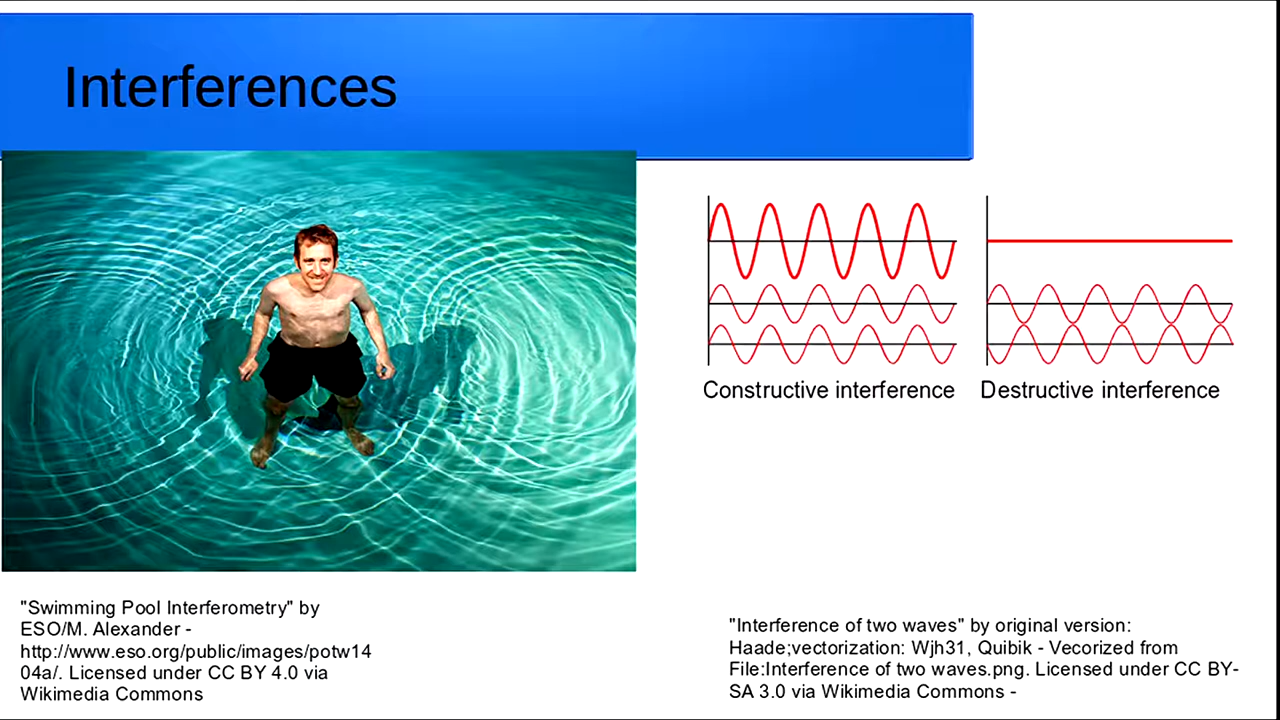 Interferences
Constructive interference
Destructive interference
"Swimming Pool Interferometry" by
ESO/M. Alexander -
http://www.eso.org/public/images/potw14
04a/. Licensed under CC BY 4.0 via
Wikimedia Commons
"Interference of two waves" by original version:
Haade;vectorization: Wjh31, Quibik - Vecorized from
File:Interference of two waves.png. Licensed under CC BY-
SA 3.0 via Wikimedia Commons -